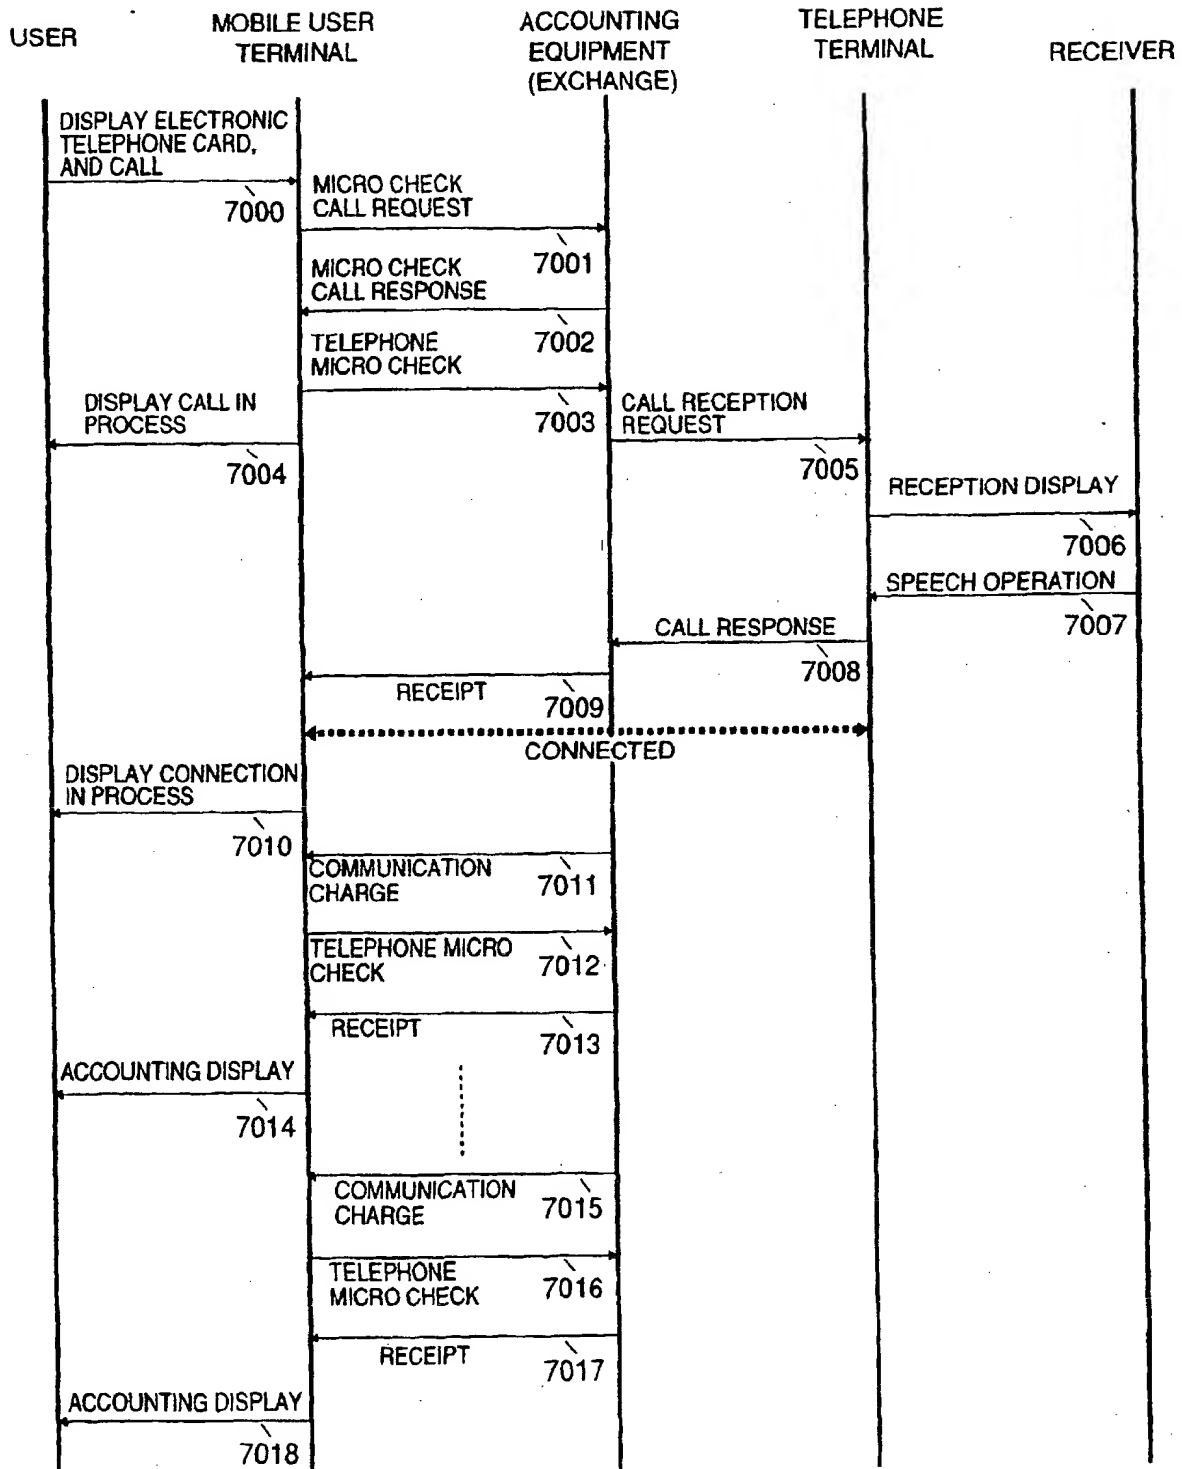 USER
MOBILE USER
TERMINAL
ACCOUNTING
EQUIPMENT
(EXCHANGE)
TELEPHONE
TERMINAL
RECEIVER
DISPLAY ELECTRONIC
TELEPHONE CARD,
AND CALL
7000
MICRO CHECK
CALL REQUEST
7001
MICRO CHECK
CALL RESPONSE
7002
TELEPHONE
MICRO CHECK
7003
DISPLAY CALL IN
PROCESS
7004
CALL RECEPTION
REQUEST
7005
RECEPTION DISPLAY
7006
SPEECH OPERATION
7007
CALL RESPONSE
7008
RECEIPT
7009
CONNECTED
DISPLAY CONNECTION
IN PROCESS
7010
COMMUNICATION
CHARGE
7011
TELEPHONE MICRO
CHECK
7012
RECEIPT
7013
ACCOUNTING DISPLAY
7014
COMMUNICATION
CHARGE
7015
TELEPHONE
MICRO CHECK
7016
RECEIPT
7017
ACCOUNTING DISPLAY
7018